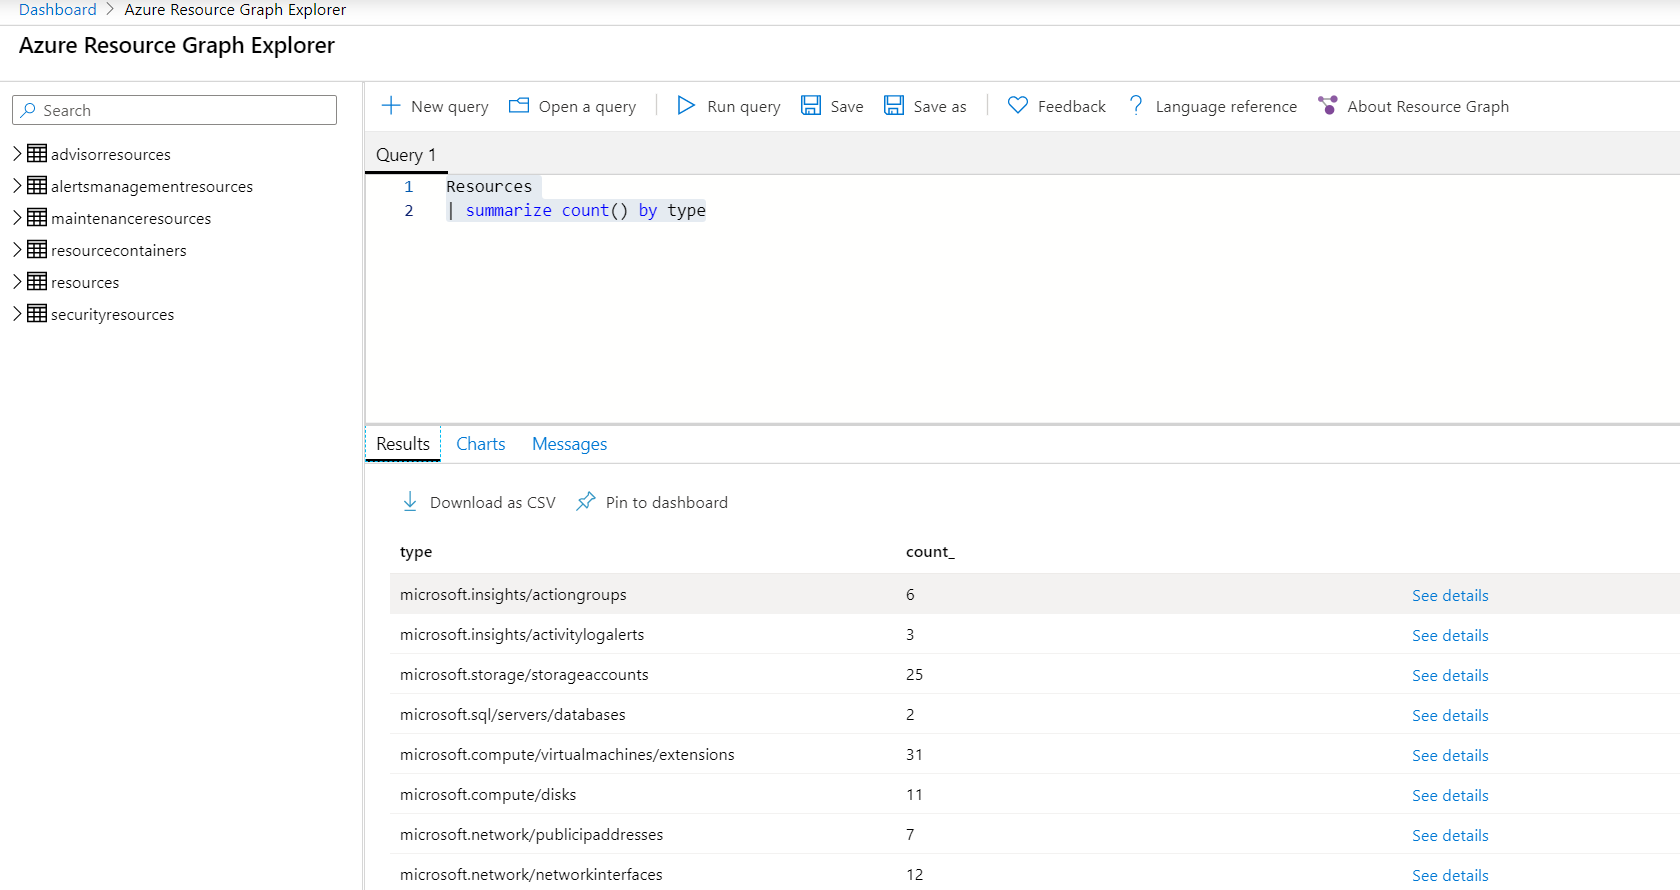 Dashboard > Azure Resource Graph Explorer
Azure Resource Graph Explorer
Search
advisorresources
alertsmanagementresources
maintenanceresources
resourcecontainers
resources
securityresources
New query Open a query Run query Save Save as Feedback Language reference About Resource Graph
Query 1
1 Resources
2 | summarize count() by type
Results Charts Messages
Download as CSV Pin to dashboard
type count_
microsoft.insights/actiongroups 6 See details
microsoft.insights/activitylogalerts 3 See details
microsoft.storage/storageaccounts 25 See details
microsoft.sql/servers/databases 2 See details
microsoft.compute/virtualmachines/extensions 31 See details
microsoft.compute/disks 11 See details
microsoft.network/publicipaddresses 7 See details
microsoft.network/networkinterfaces 12 See details